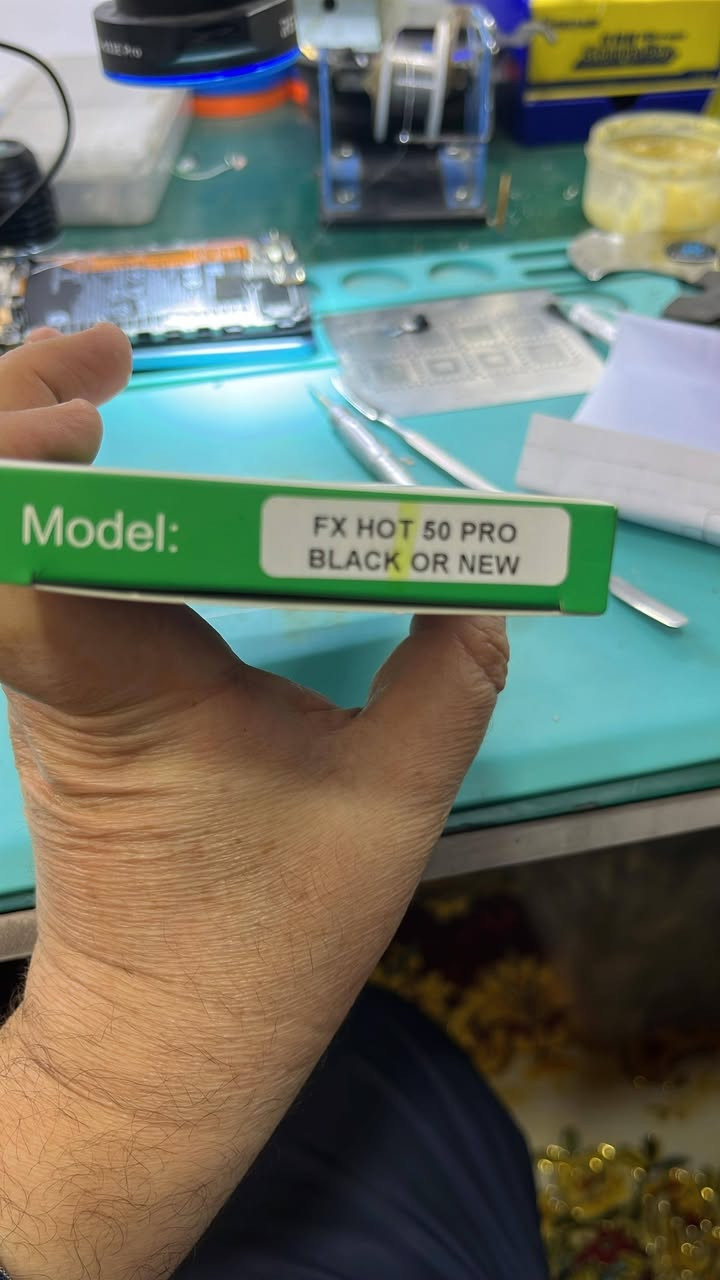 Model:
FX HOT 50 PRO
BLACK OR NEW